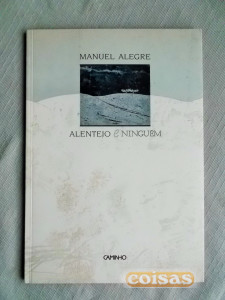 MANUEL ALEGRE
ALENTEJO E NINGUÉM
CAMINHO
coisas